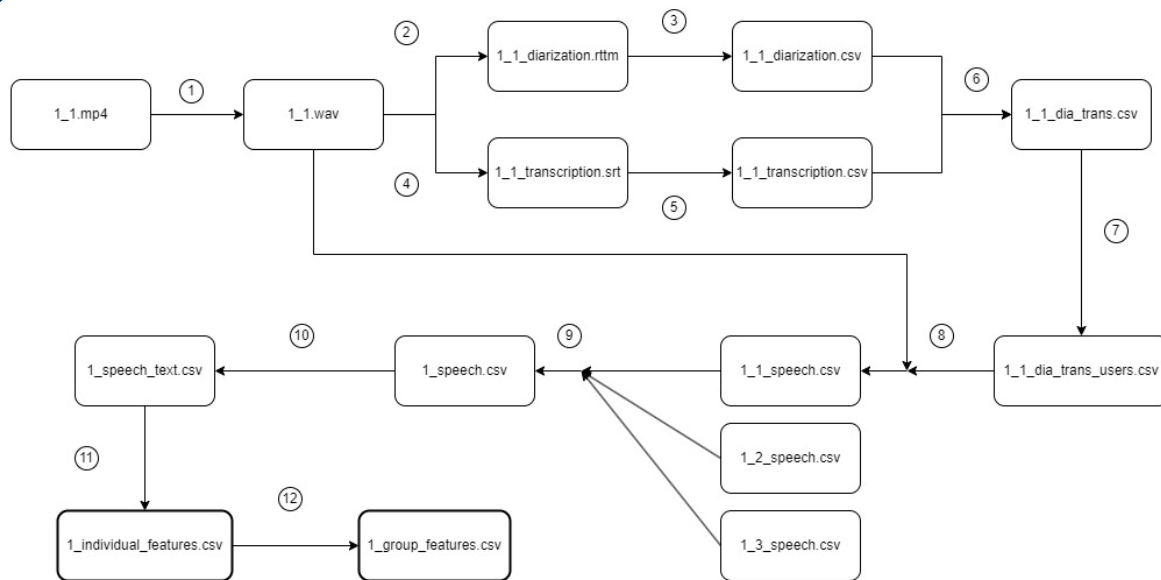 2
3
1_1_diarization.rttm
1_1_diarization.csv
6
1
1_1.mp4
1_1.wav
1_1_dia_trans.csv
4
1_1_transcription.srt
1_1_transcription.csv
5
7
10
9
8
1_speech_text.csv
1_speech.csv
1_1_speech.csv
1_1_dia_trans_users.csv
11
1_2_speech.csv
12
1_individual_features.csv
1_group_features.csv
1_3_speech.csv